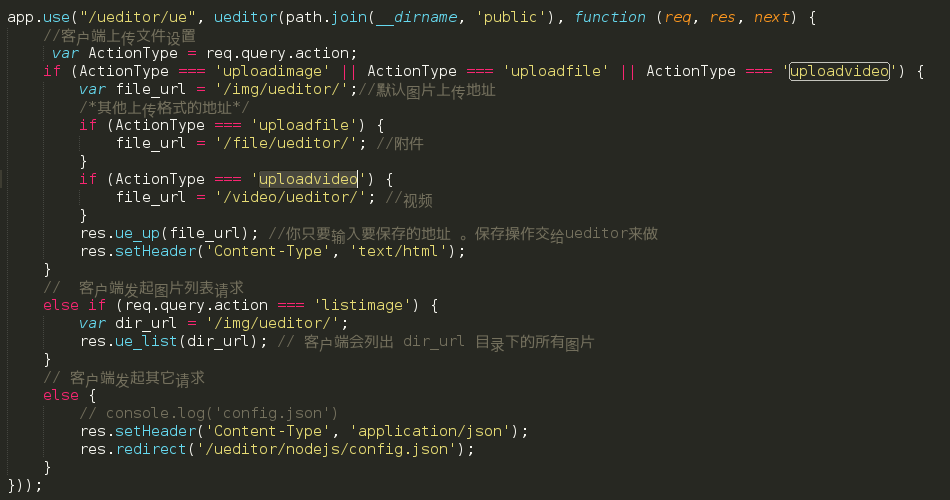 app.use("/ueditor/ue", ueditor(path.join(__dirname, 'public'), function (req, res, next) {
    //客户端上传文件设置
     var ActionType = req.query.action;
    if (ActionType === 'uploadimage' || ActionType === 'uploadfile' || ActionType === 'uploadvideo') {
        var file_url = '/img/ueditor/';//默认图片上传地址
        /*其他上传格式的地址*/
        if (ActionType === 'uploadfile') {
            file_url = '/file/ueditor/'; //附件
        }
        if (ActionType === 'uploadvideo') {
            file_url = '/video/ueditor/'; //视频
        }
        res.ue_up(file_url); //你只要输入要保存的地址 。保存操作交给ueditor来做
        res.setHeader('Content-Type', 'text/html');
    }
    //  客户端发起图片列表请求
    else if (req.query.action === 'listimage') {
        var dir_url = '/img/ueditor/';
        res.ue_list(dir_url); // 客户端会列出 dir_url 目录下的所有图片
    }
    // 客户端发起其它请求
    else {
        // console.log('config.json')
        res.setHeader('Content-Type', 'application/json');
        res.redirect('/ueditor/nodejs/config.json');
    }
}));